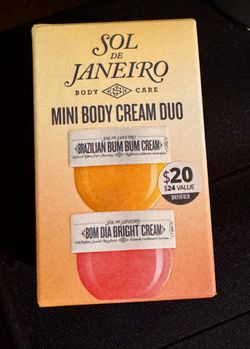 SOL
DE
JANEIRO
BODY
CARE
MINI BODY CREAM DUO
SOL DE JANEIRO
BRAZILIAN BUM BUM CREAM
$20
$24 VALUE
SOL DE JANEIRO
BOM DIA BRIGHT CREAM